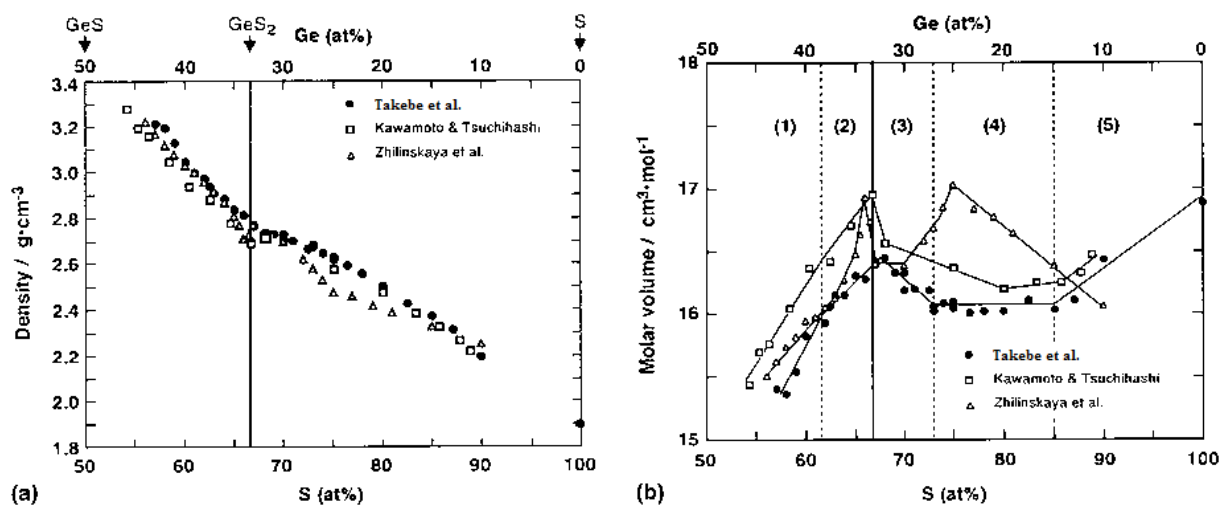 GeS GeS₂ S
Ge (at%)
50 40 30 20 10 0
3.4
3.2
3.0
2.8
2.6
2.4
2.2
2.0
1.8
Density / g·cm⁻³
Takebe et al.
Kawamoto & Tsuchihashi
Zhilinskaya et al.
50 60 70 80 90 100
S (at%)
(a)
Ge (at%)
50 40 30 20 10 0
18
17
16
15
Molar volume / cm³·mol⁻¹
(1) (2) (3) (4) (5)
Takebe et al.
Kawamoto & Tsuchihashi
Zhilinskaya et al.
50 60 70 80 90 100
S (at%)
(b)